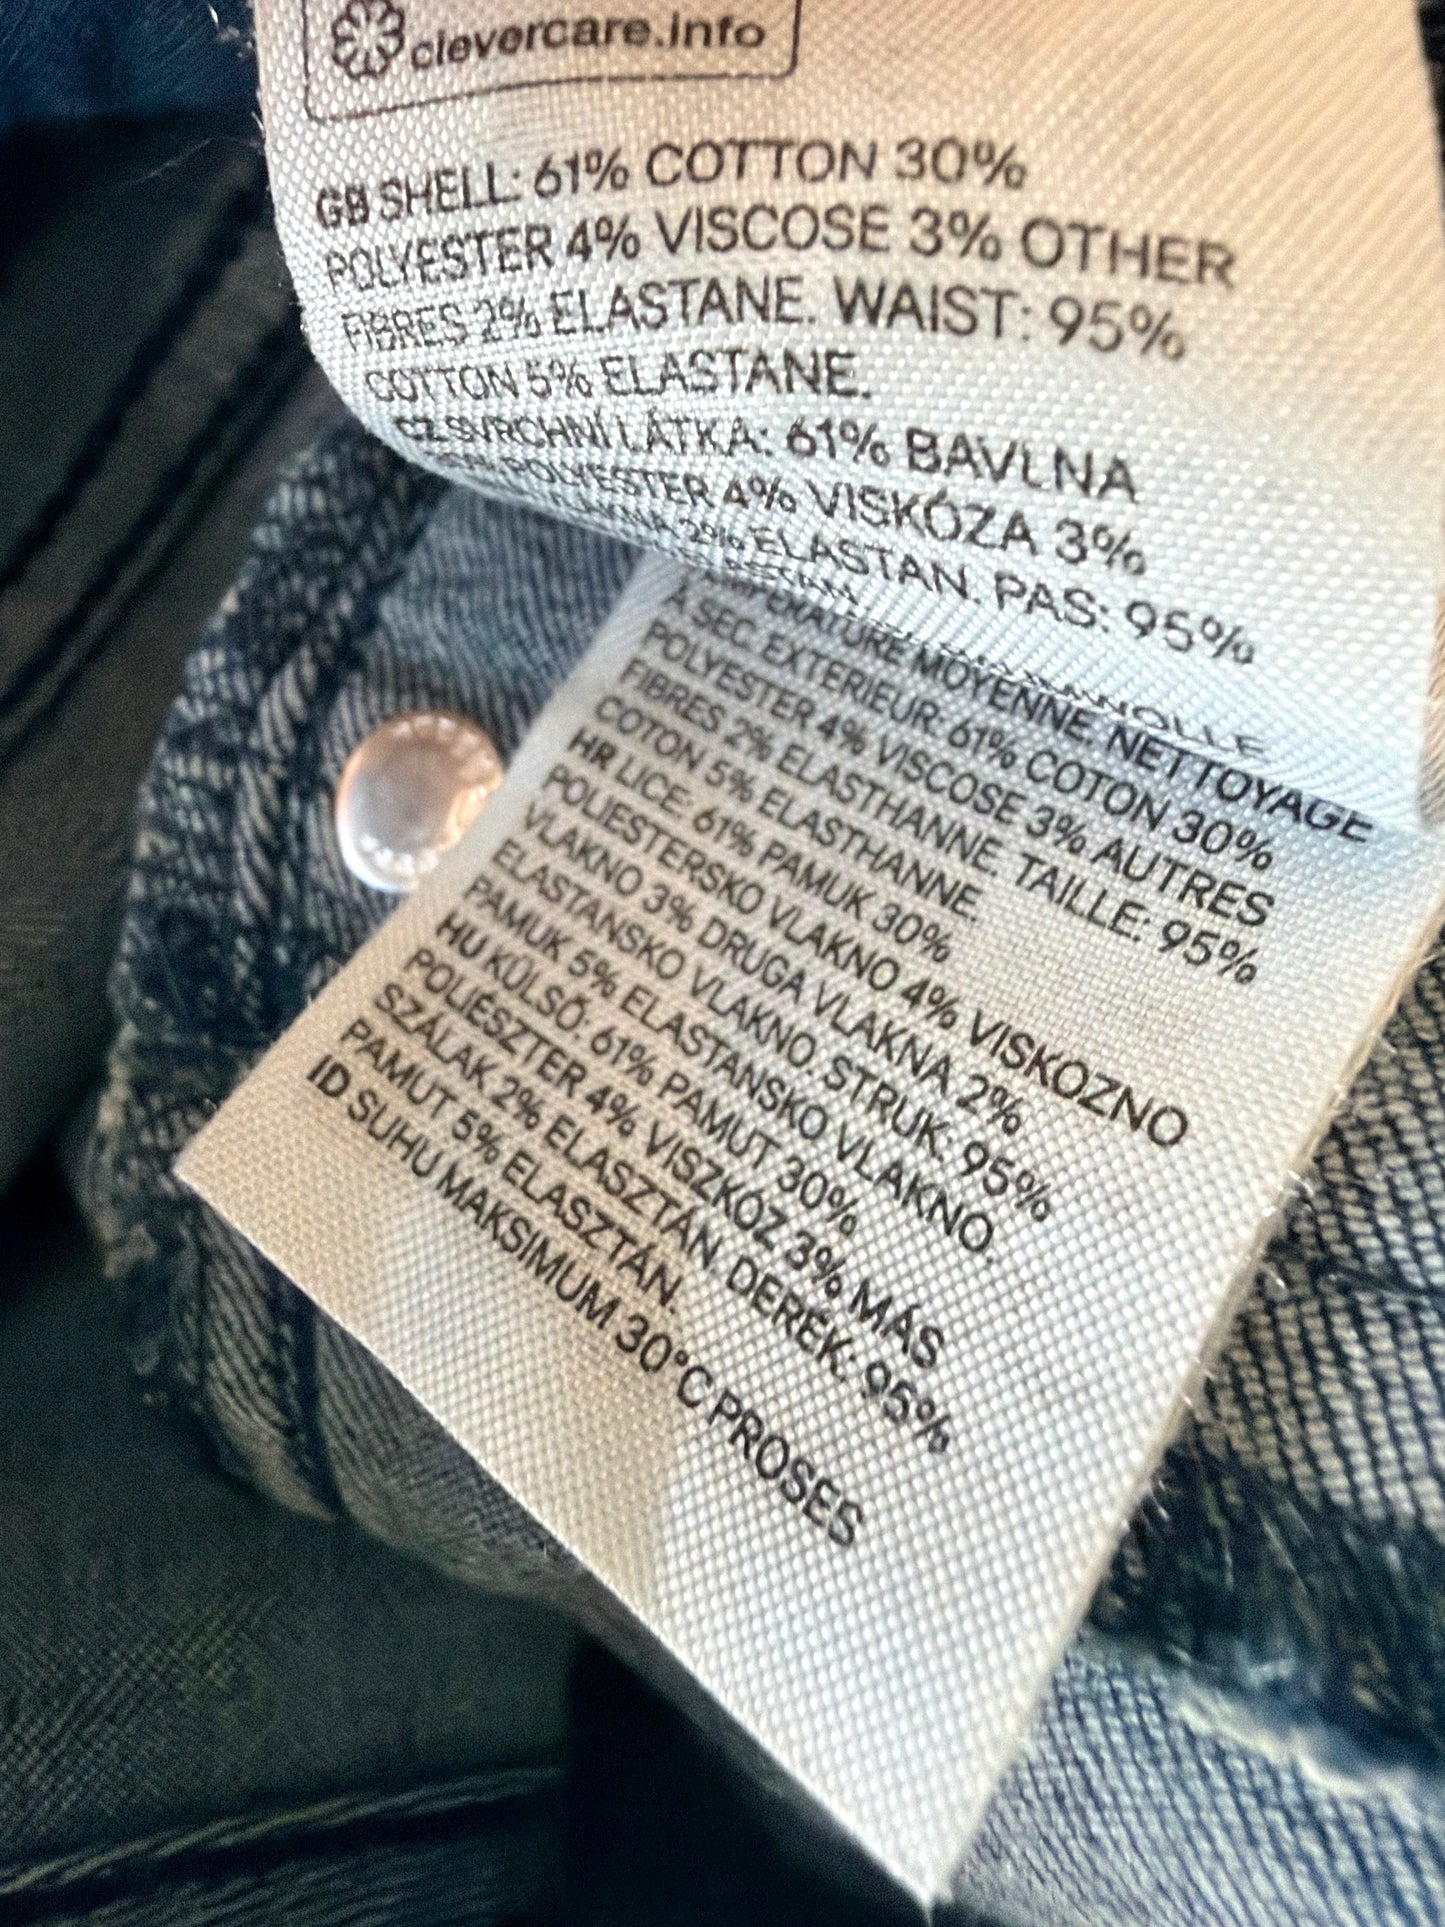 clevercare.info
GB SHELL: 61% COTTON 30%
POLYESTER 4% VISCOSE 3% OTHER
FIBRES 2% ELASTANE. WAIST: 95%
COTTON 5% ELASTANE.
CZ SVRCHNÍ LÁTKA: 61% BAVLNA
POLYESTER 4% VISKÓZA 3%
2% ELASTAN. PAS: 95%
MOYENNE. NETTOYAGE
A SEC. EXTERIEUR: 61% COTON 30%
POLYESTER 4% VISCOSE 3% AUTRES
FIBRES 2% ELASTHANNE. TAILLE: 95%
COTON 5% ELASTHANNE.
HR LICE: 61% PAMUK 30%
POLIESTERSKO VLAKNO 4% VISKOZNO
VLAKNO 3% DRUGA VLAKNA 2%
ELASTANSKO VLAKNO. STRUK: 95%
PAMUK 5% ELASTANSKO VLAKNO.
HU KÜLSŐ: 61% PAMUT 30%
POLIÉSZTER 4% VISZKÓZ 3% MÁS
SZÁLAK 2% ELASZTÁN. DERÉK: 95%
PAMUT 5% ELASZTÁN.
ID SUHU MAKSIMUM 30°C PROSES